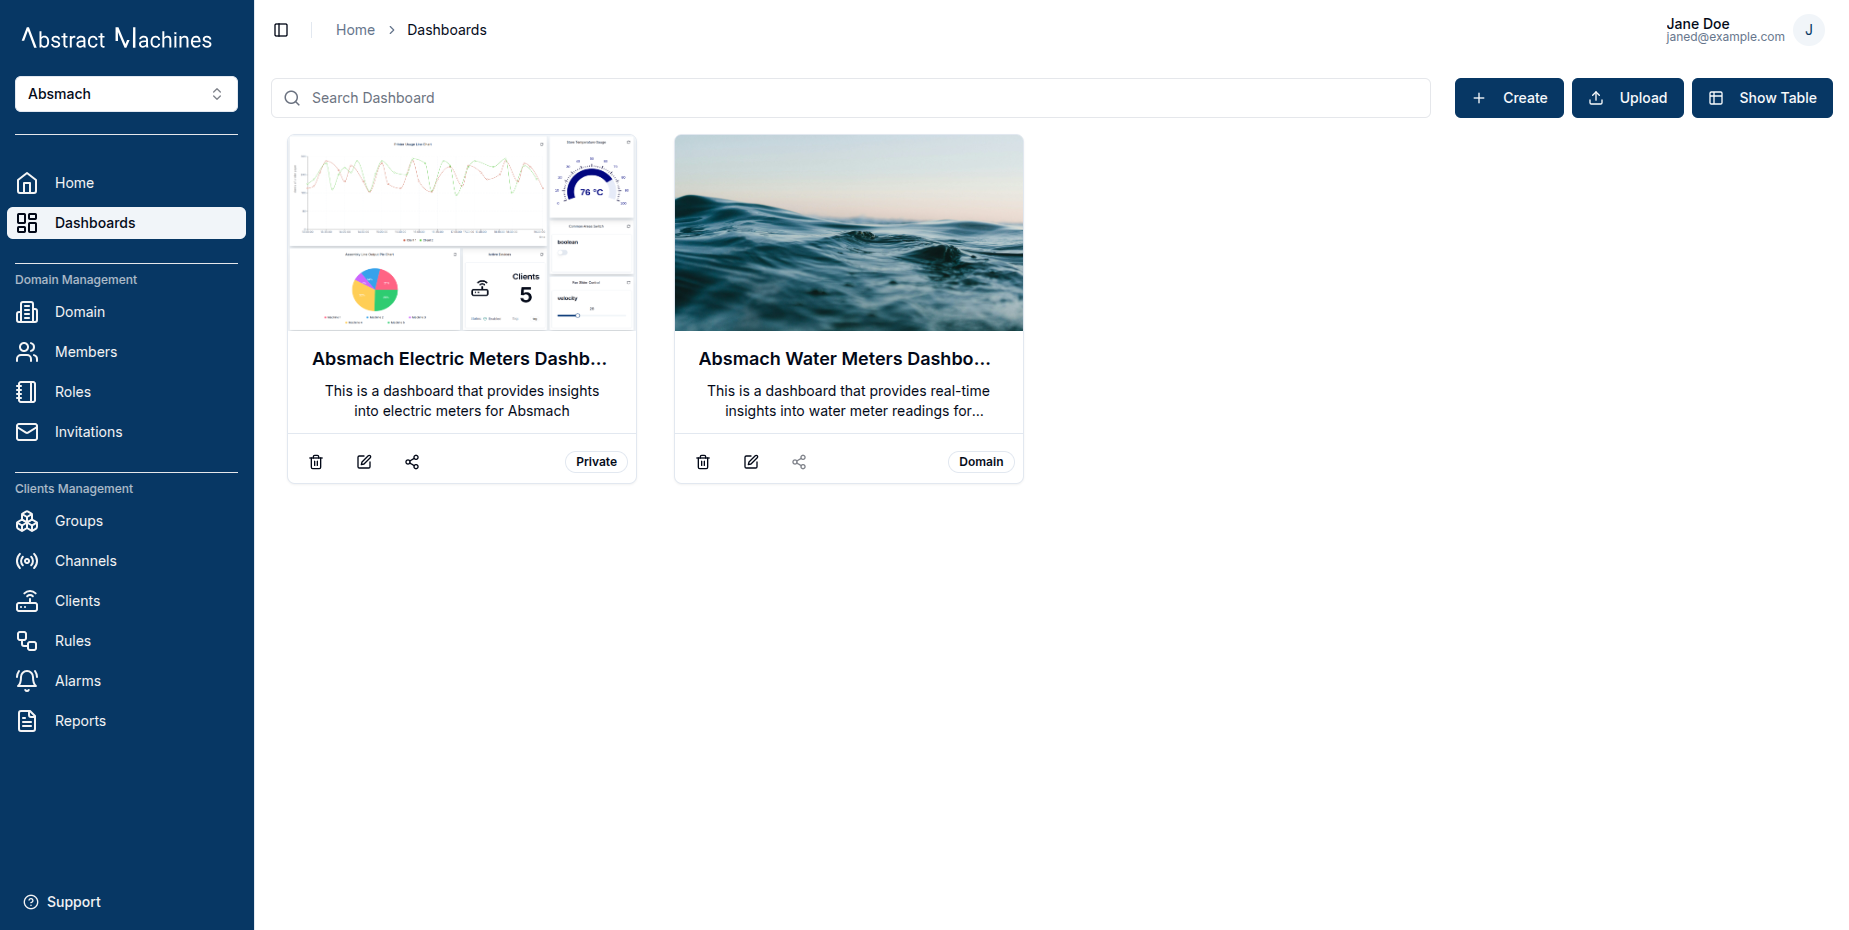 Abstract Machines
Absmach
Home
Dashboards
Domain Management
Domain
Members
Roles
Invitations
Clients Management
Groups
Channels
Clients
Rules
Alarms
Reports
Support
Home > Dashboards
Jane Doe
janed@example.com
J
Search Dashboard
Create
Upload
Show Table
76 °C
boolean
Clients
5
velocity
Absmach Electric Meters Dashb...
This is a dashboard that provides insights
into electric meters for Absmach
Private
Absmach Water Meters Dashbo...
This is a dashboard that provides real-time
insights into water meter readings for...
Domain